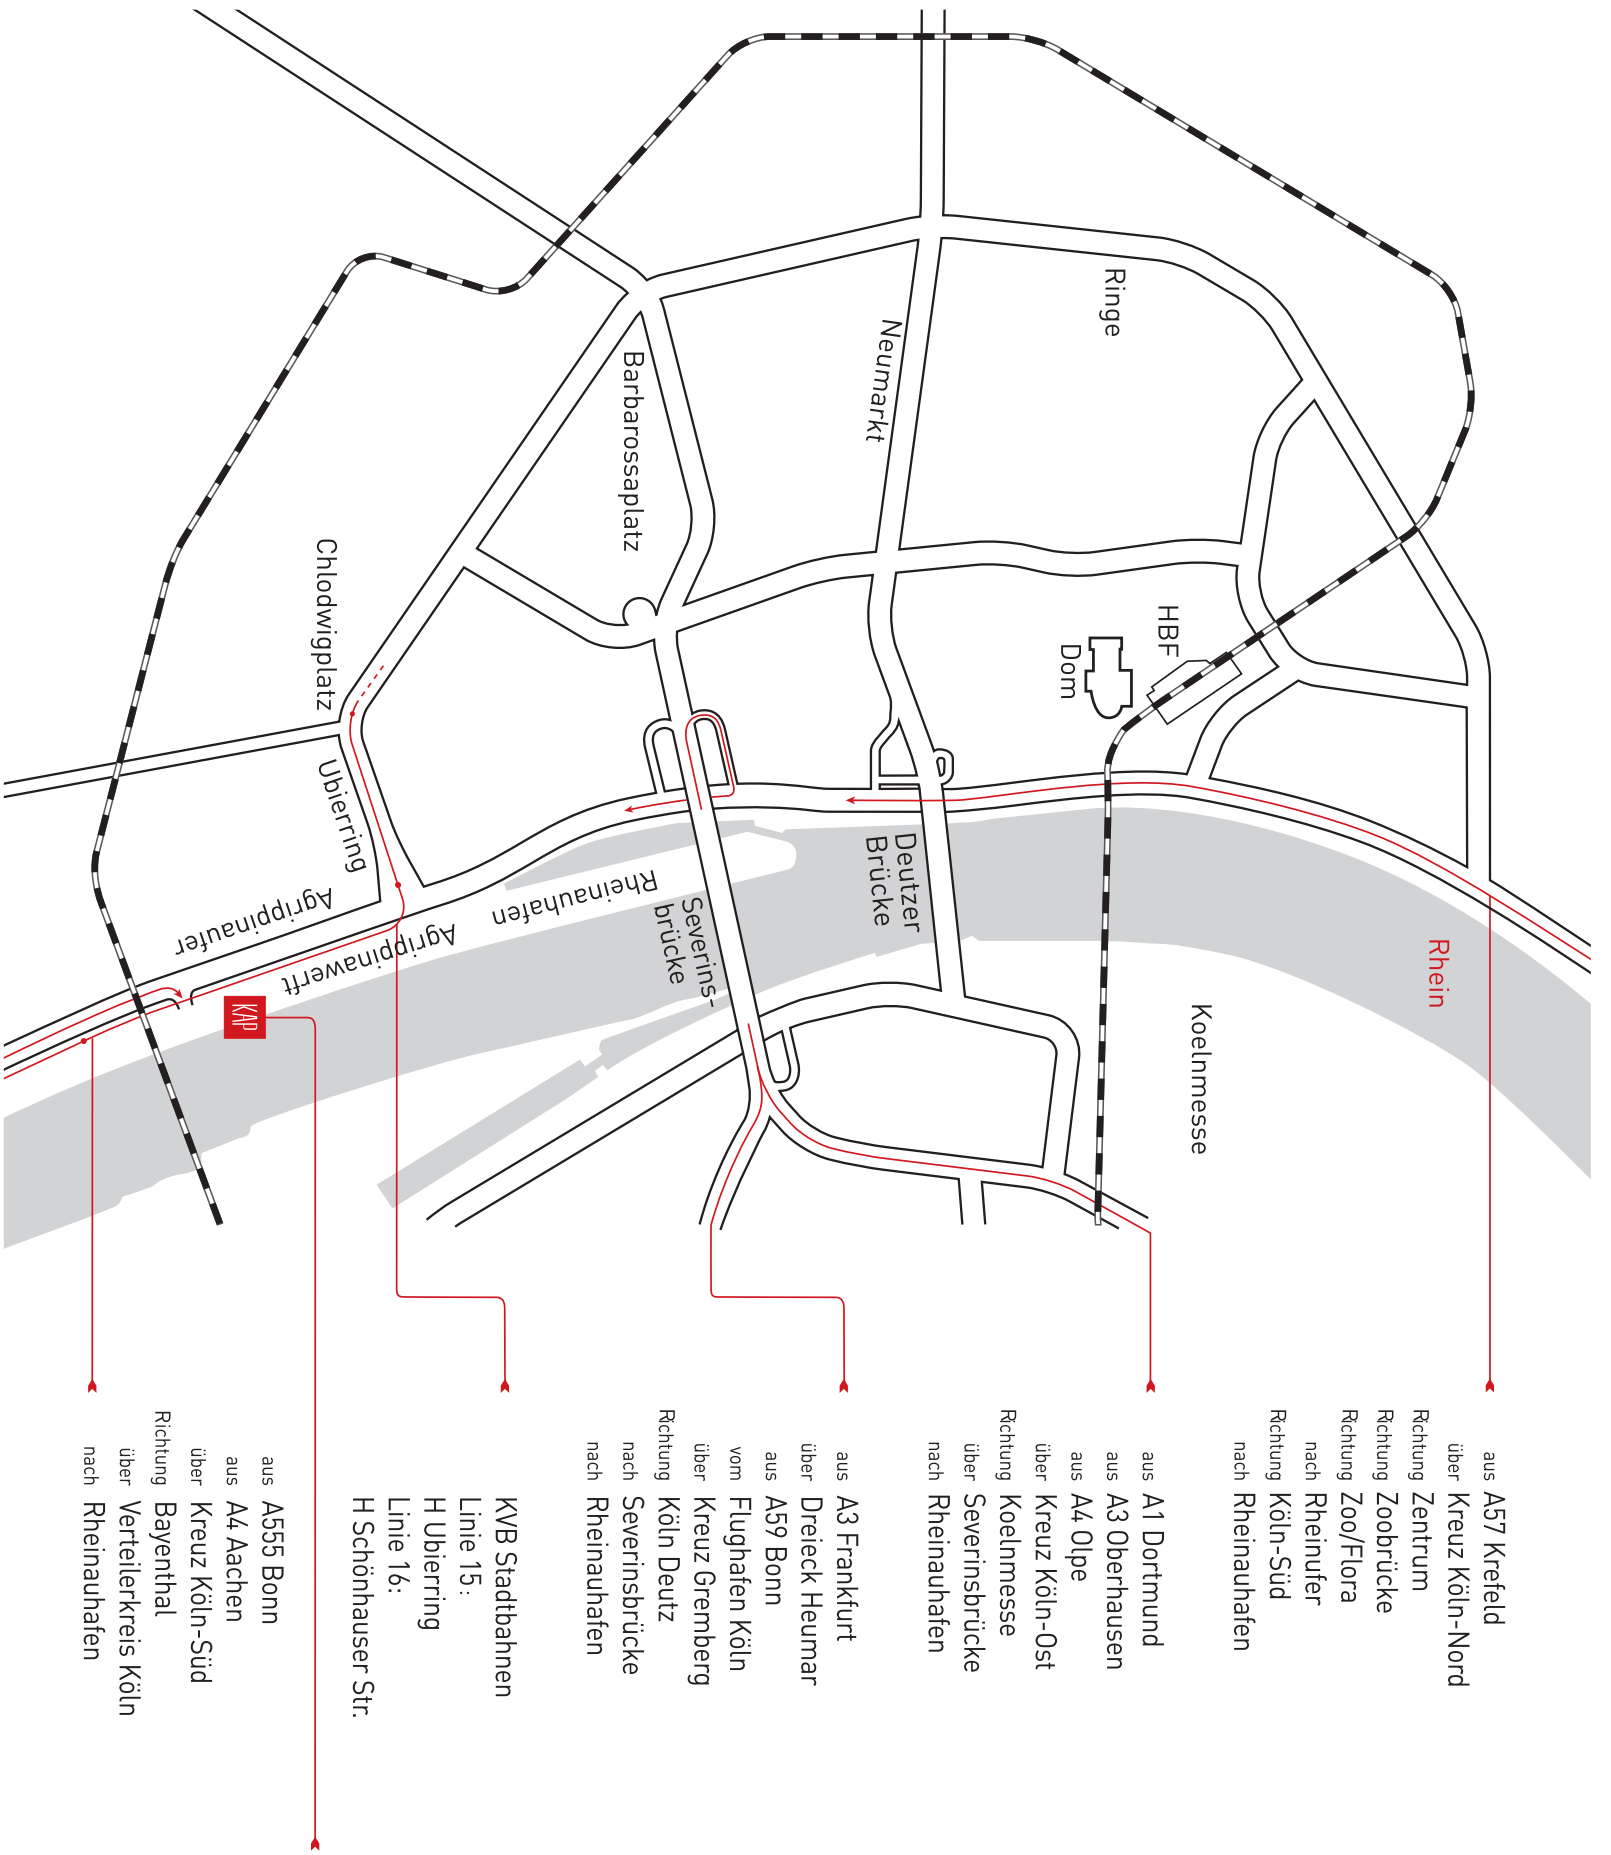 Ringe
Neumarkt
Barbarossaplatz
Chlodwigplatz
Ubierring
HBF
Dom
Deutzer
Brücke
Severins-
brücke
Rheinauhafen
Agrippinaufer
Agrippinawerft
KAP
Rhein
Koelnmesse
aus A57 Krefeld
über Kreuz Köln-Nord
Richtung Zentrum
Richtung Zoobrücke
Richtung Zoo/Flora
nach Rheinufer
Richtung Köln-Süd
nach Rheinauhafen
aus A1 Dortmund
aus A3 Oberhausen
aus A4 Olpe
über Kreuz Köln-Ost
Richtung Koelnmesse
über Severinsbrücke
nach Rheinauhafen
aus A3 Frankfurt
über Dreieck Heumar
aus A59 Bonn
vom Flughafen Köln
über Kreuz Gremberg
Richtung Köln Deutz
nach Severinsbrücke
nach Rheinauhafen
KVB Stadtbahnen
Linie 15:
H Ubierring
Linie 16:
H Schönhauser Str.
aus A555 Bonn
aus A4 Aachen
über Kreuz Köln-Süd
Richtung Bayenthal
über Verteilerkreis Köln
nach Rheinauhafen